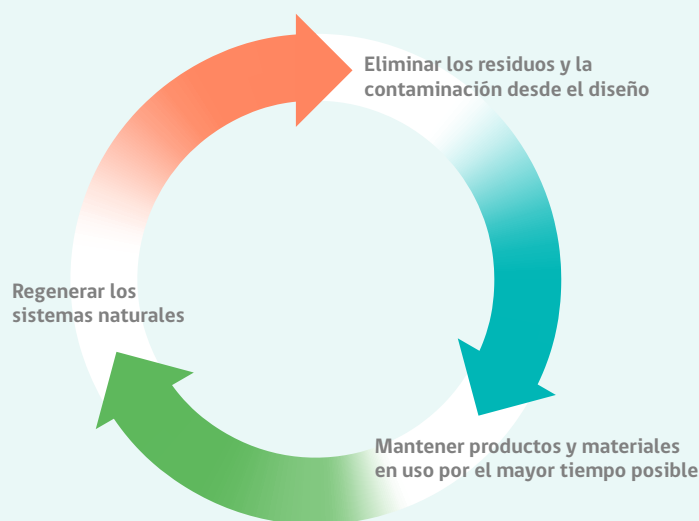 Eliminar los residuos y la
contaminación desde el diseño
Regenerar los
sistemas naturales
Mantener productos y materiales
en uso por el mayor tiempo posible